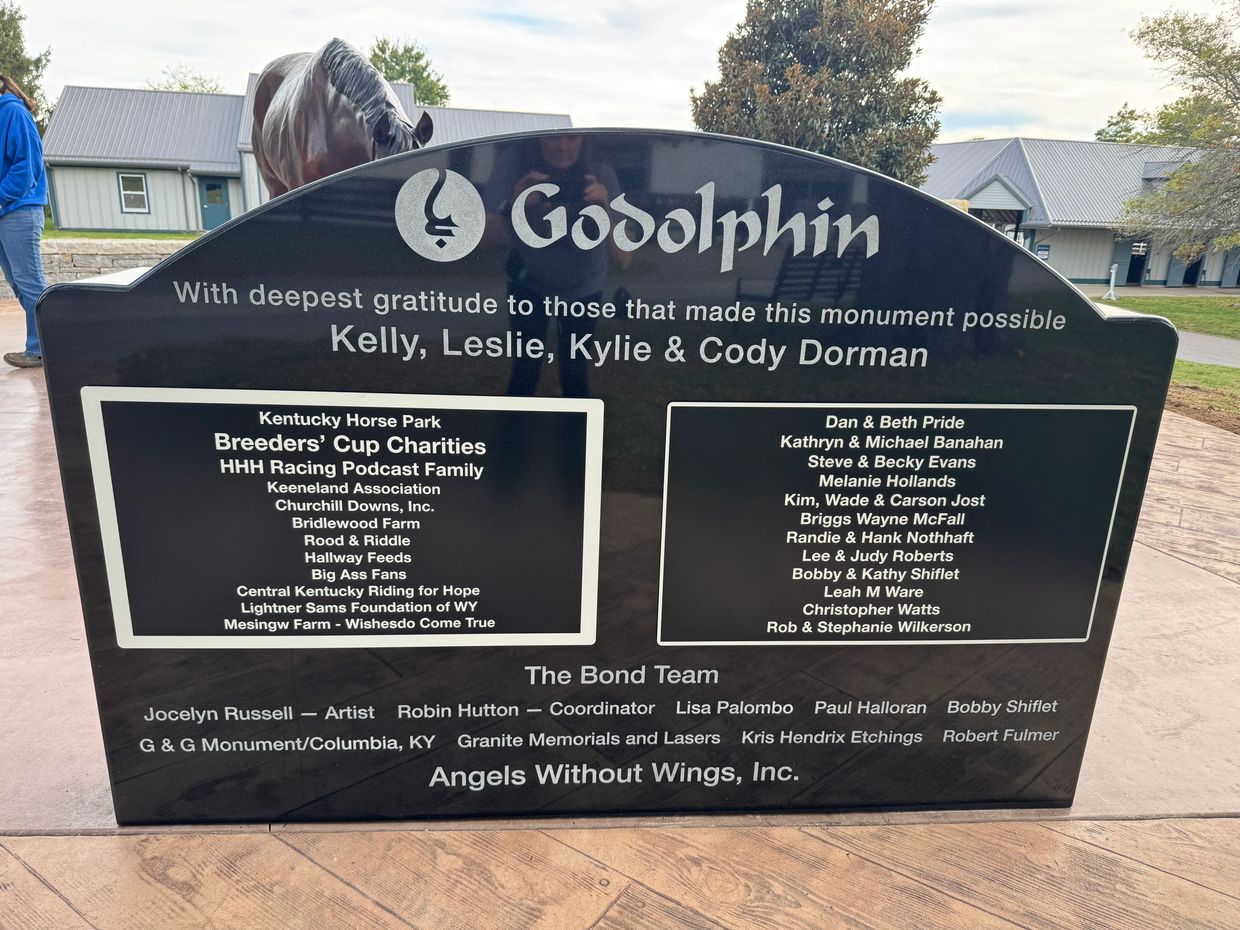 Godolphin
With deepest gratitude to those that made this monument possible
Kelly, Leslie, Kylie & Cody Dorman
Kentucky Horse Park
Breeders' Cup Charities
HHH Racing Podcast Family
Keeneland Association
Churchill Downs, Inc.
Bridlewood Farm
Rood & Riddle
Hallway Feeds
Big Ass Fans
Central Kentucky Riding for Hope
Lightner Sams Foundation of WY
Mesingw Farm - Wishesdo Come True
Dan & Beth Pride
Kathryn & Michael Banahan
Steve & Becky Evans
Melanie Hollands
Kim, Wade & Carson Jost
Briggs Wayne McFall
Randie & Hank Nothhaft
Lee & Judy Roberts
Bobby & Kathy Shiflet
Leah M Ware
Christopher Watts
Rob & Stephanie Wilkerson
The Bond Team
Jocelyn Russell — Artist Robin Hutton — Coordinator Lisa Palombo Paul Halloran Bobby Shiflet
G & G Monument/Columbia, KY Granite Memorials and Lasers Kris Hendrix Etchings Robert Fulmer
Angels Without Wings, Inc.